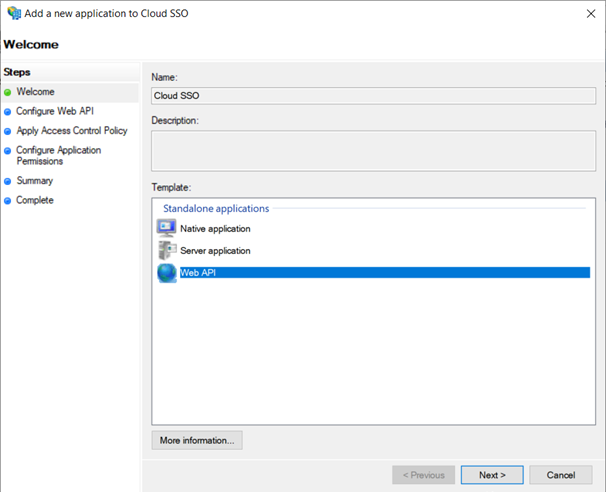 Add a new application to Cloud SSO
Welcome
Steps
Welcome
Configure Web API
Apply Access Control Policy
Configure Application
Permissions
Summary
Complete
Name:
Cloud SSO
Description:
Template:
Standalone applications
Native application
Server application
Web API
More information...
< Previous
Next >
Cancel